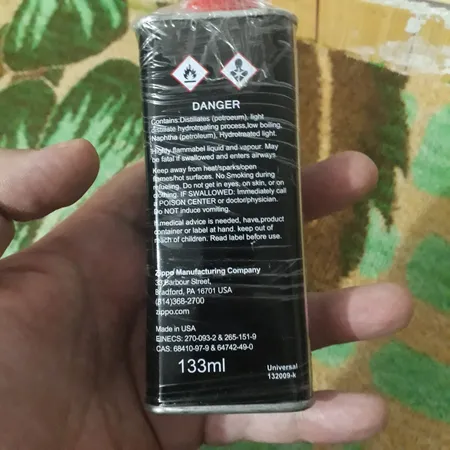 DANGER
Contains:Distillates (petroeum), light
distillate hydrotreating process,low boiling,
Naphtha (petroleum), Hydrotreated light.
Highly flammabel liquid and vapour. May
be fatal if swallowed and enters airways
Keep away from heat/sparks/open
flames/hot surfaces. No Smoking during
refueling. Do not get in eyes, on skin, or on
clothing. IF SWALLOWED: Immediately call
a POISON CENTER or doctor/physician.
Do NOT induce vomiting.
If medical advice is needed, have,product
container or label at hand. keep out of
reach of children. Read label before use.
Zippo Manufacturing Company
33 Barbour Street,
Bradford, PA 16701 USA
(814)368-2700
zippo.com
Made in USA
EINECS: 270-093-2 & 265-151-9
CAS. 68410-97-9 & 64742-49-0
133ml
Universal
132009-k